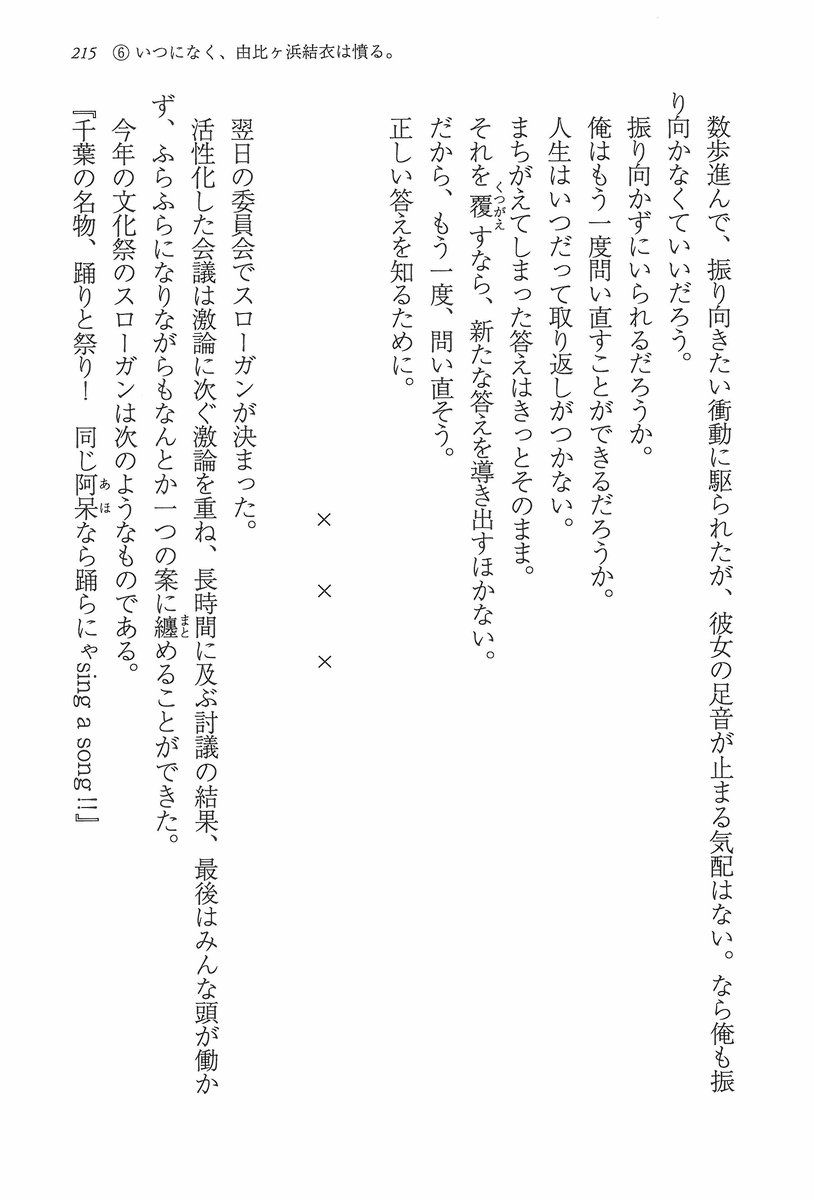 215 ⑥ いつになく、由比ヶ浜結衣は憤る。
数歩進んで、振り向きたい衝動に駆られたが、彼女の足音が止まる気配はない。なら俺も振
り向かなくていいだろう。
振り向かずにいられるだろうか。
俺はもう一度問い直すことができるだろうか。
人生はいつだって取り返しがつかない。
まちがえてしまった答えはきっとそのまま。
それを覆すなら、新たな答えを導き出すほかない。
くつがえ
だから、もう一度、問い直そう。
正しい答えを知るために。
× × ×
翌日の委員会でスローガンが決まった。
活性化した会議は激論に次ぐ激論を重ね、長時間に及ぶ討議の結果、最後はみんな頭が働か
ず、ふらふらになりながらもなんとか一つの案に纏めることができた。
まと
今年の文化祭のスローガンは次のようなものである。
『千葉の名物、踊りと祭り！　同じ阿呆なら踊らにゃsing a song!!』
あほ